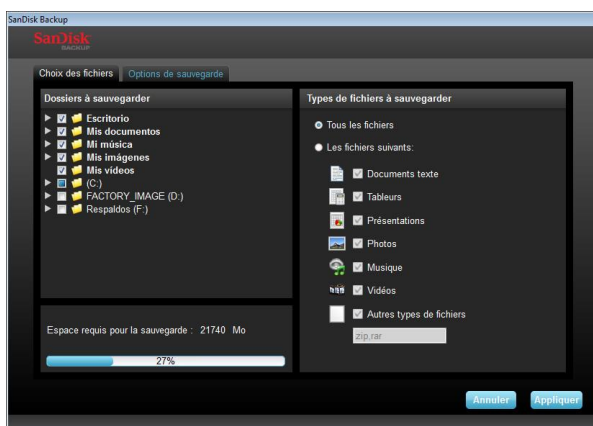 SanDisk Backup
SanDisk
BACKUP
Choix des fichiers
Options de sauvegarde
Dossiers à sauvegarder
Escritorio
Mis documentos
Mi música
Mis imágenes
Mis videos
(C:)
FACTORY_IMAGE (D:)
Respaldos (F:)
Espace requis pour la sauvegarde : 21740 Mo
27%
Types de fichiers à sauvegarder
Tous les fichiers
Les fichiers suivants:
Documents texte
Tableurs
Présentations
Photos
Musique
Vidéos
Autres types de fichiers
zip,rar
Annuler
Appliquer